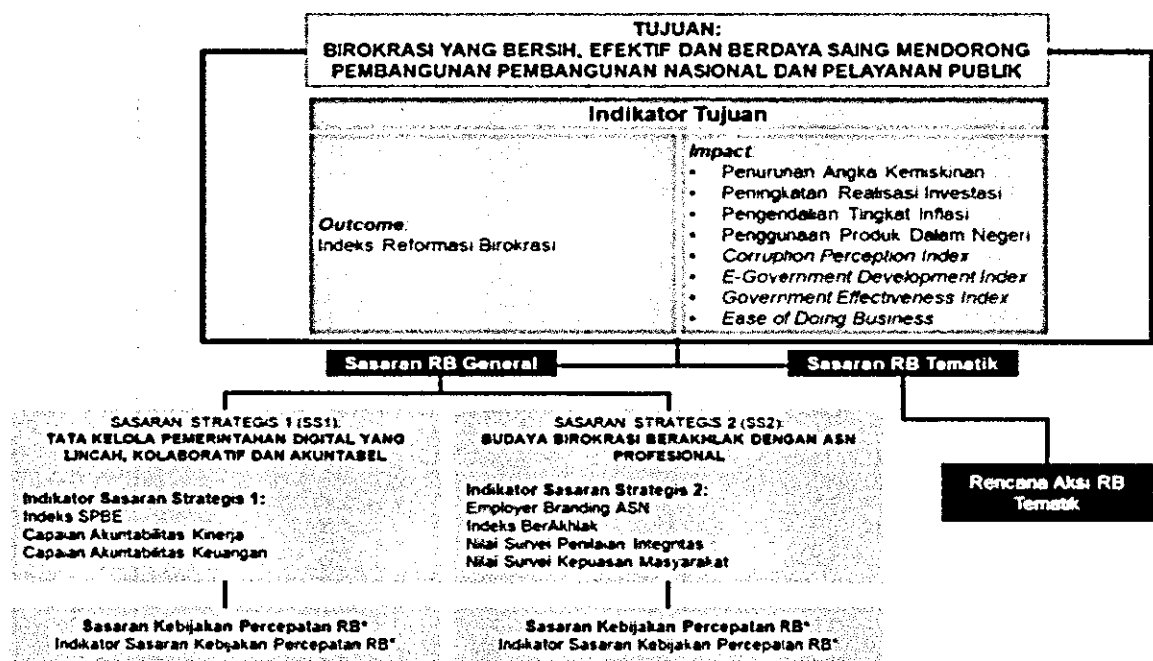 TUJUAN:
BIROKRASI YANG BERSIH, EFEKTIF DAN BERDAYA SAING MENDORONG
PEMBANGUNAN PEMBANGUNAN NASIONAL DAN PELAYANAN PUBLIK
Indikator Tujuan
Outcome:
Indeks Reformasi Birokrasi
Impact:
• Penurunan Angka Kemiskinan
• Peningkatan Realisasi Investasi
• Pengendalian Tingkat Inflasi
• Penggunaan Produk Dalam Negeri
• Corruption Perception Index
• E-Government Development Index
• Government Effectiveness Index
• Ease of Doing Business
Sasaran RB General
Sasaran RB Tematik
SASARAN STRATEGIS 1 (SS1):
TATA KELOLA PEMERINTAHAN DIGITAL YANG
LINCAH, KOLABORATIF DAN AKUNTABEL
Indikator Sasaran Strategis 1:
Indeks SPBE
Capaian Akuntabilitas Kinerja
Capaian Akuntabilitas Keuangan
SASARAN STRATEGIS 2 (SS2):
BUDAYA BIROKRASI BERAKHLAK DENGAN ASN
PROFESIONAL
Indikator Sasaran Strategis 2:
Employer Branding ASN
Indeks BerAkhlak
Nilai Survei Penilaian Integritas
Nilai Survei Kepuasan Masyarakat
Rencana Aksi RB
Tematik
Sasaran Kebijakan Percepatan RB*
Indikator Sasaran Kebijakan Percepatan RB*
Sasaran Kebijakan Percepatan RB*
Indikator Sasaran Kebijakan Percepatan RB*